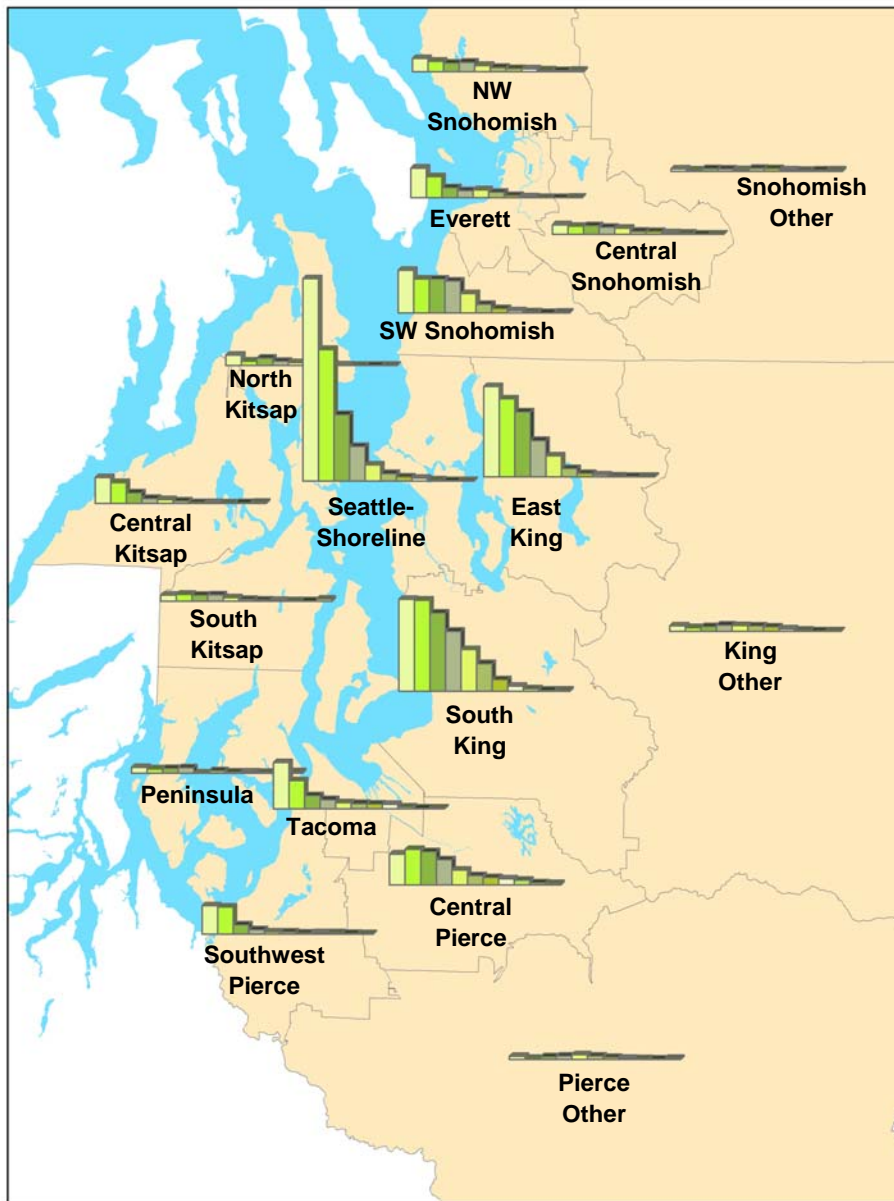 NW
Snohomish
Snohomish
Other
Everett
Central
Snohomish
SW Snohomish
North
Kitsap
Seattle-
Shoreline
East
King
Central
Kitsap
South
Kitsap
King
Other
South
King
Peninsula
Tacoma
Central
Pierce
Southwest
Pierce
Pierce
Other